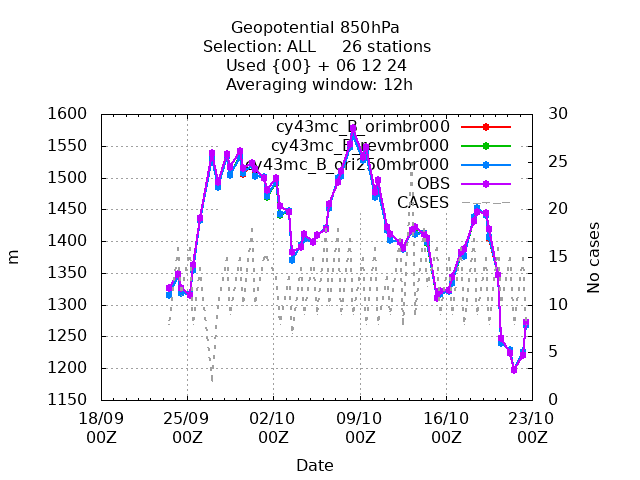 Geopotential 850hPa
Selection: ALL 26 stations
Used {00} + 06 12 24
Averaging window: 12h
1600
1550
1500
1450
1400
1350
1300
1250
1200
1150
30
25
20
15
10
5
0
cy43mc_B_orimbr000
cy43mc_B_revmbr000
cy43mc_B_ori250mbr000
OBS
CASES
m
No cases
18/09 25/09 02/10 09/10 16/10 23/10
00Z 00Z 00Z 00Z 00Z 00Z
Date